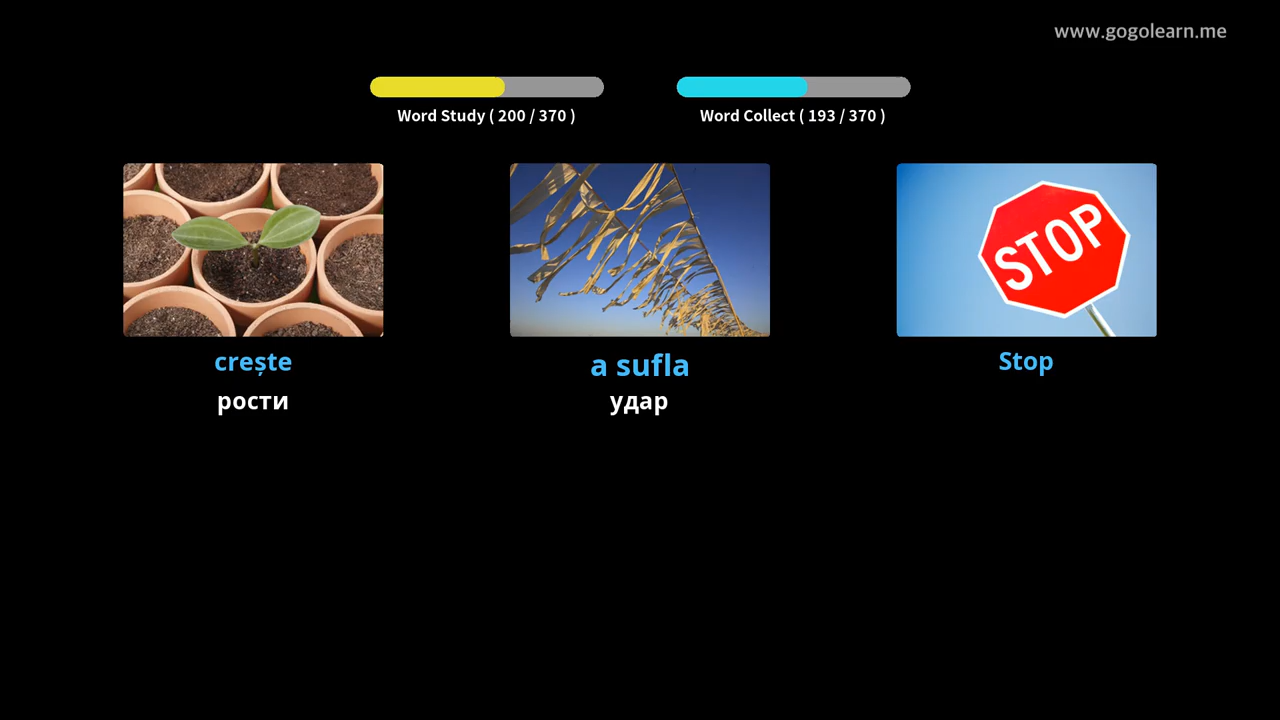 www.gogolearn.me
Word Study ( 200 / 370 )
Word Collect ( 193 / 370 )
STOP
crește
a sufla
Stop
рости
удар